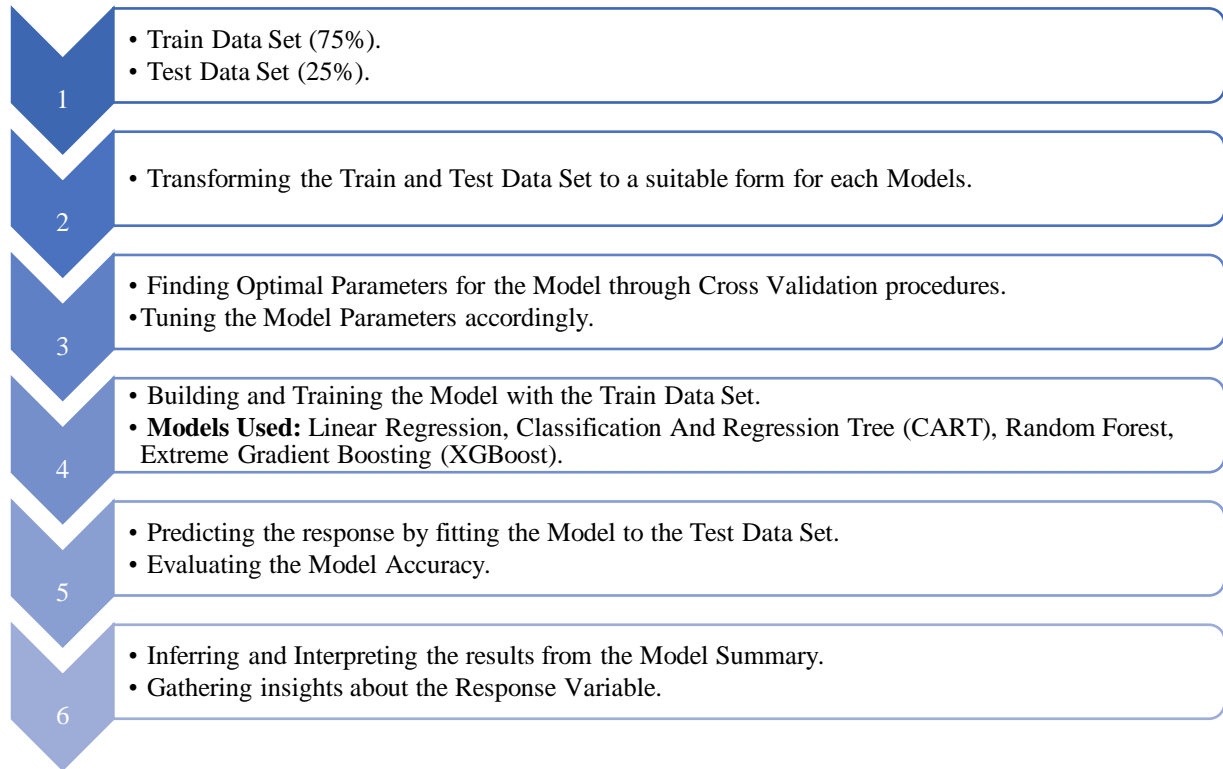 1
• Train Data Set (75%).
• Test Data Set (25%).
2
• Transforming the Train and Test Data Set to a suitable form for each Models.
3
• Finding Optimal Parameters for the Model through Cross Validation procedures.
•Tuning the Model Parameters accordingly.
4
• Building and Training the Model with the Train Data Set.
• Models Used: Linear Regression, Classification And Regression Tree (CART), Random Forest,
Extreme Gradient Boosting (XGBoost).
5
• Predicting the response by fitting the Model to the Test Data Set.
• Evaluating the Model Accuracy.
6
• Inferring and Interpreting the results from the Model Summary.
• Gathering insights about the Response Variable.